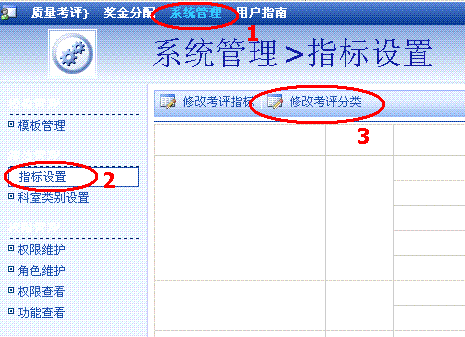 质量考评} 奖金分配 系统管理 用户指南
1
系统管理 >指标设置
修改考评指标 修改考评分类
3
模板管理
指标设置
2
科室类别设置
权限维护
角色维护
权限查看
功能查看